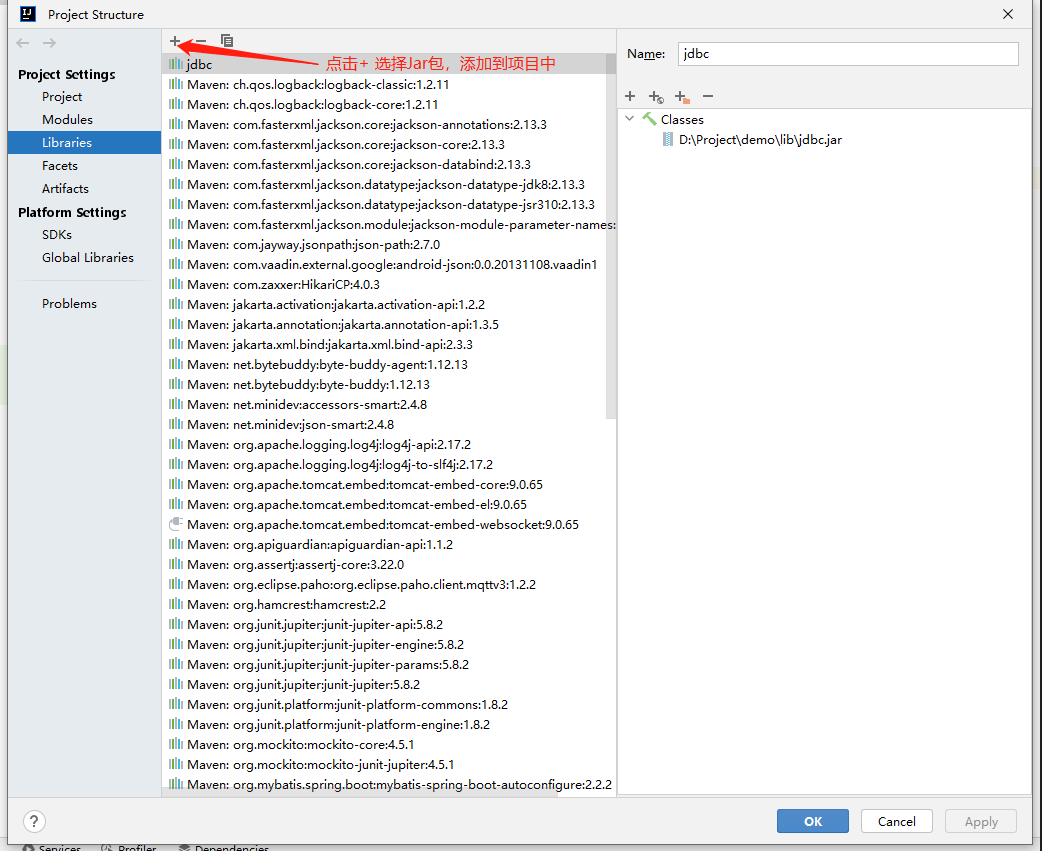 Project Structure
Project Settings
Project
Modules
Libraries
Facets
Artifacts
Platform Settings
SDKs
Global Libraries
Problems
点击+ 选择Jar包，添加到项目中
jdbc
Maven: ch.qos.logback:logback-classic:1.2.11
Maven: ch.qos.logback:logback-core:1.2.11
Maven: com.fasterxml.jackson.core:jackson-annotations:2.13.3
Maven: com.fasterxml.jackson.core:jackson-core:2.13.3
Maven: com.fasterxml.jackson.core:jackson-databind:2.13.3
Maven: com.fasterxml.jackson.datatype:jackson-datatype-jdk8:2.13.3
Maven: com.fasterxml.jackson.datatype:jackson-datatype-jsr310:2.13.3
Maven: com.fasterxml.jackson.module:jackson-module-parameter-names:
Maven: com.jayway.jsonpath:json-path:2.7.0
Maven: com.vaadin.external.google:android-json:0.0.20131108.vaadin1
Maven: com.zaxxer:HikariCP:4.0.3
Maven: jakarta.activation:jakarta.activation-api:1.2.2
Maven: jakarta.annotation:jakarta.annotation-api:1.3.5
Maven: jakarta.xml.bind:jakarta.xml.bind-api:2.3.3
Maven: net.bytebuddy:byte-buddy-agent:1.12.13
Maven: net.bytebuddy:byte-buddy:1.12.13
Maven: net.minidev:accessors-smart:2.4.8
Maven: net.minidev:json-smart:2.4.8
Maven: org.apache.logging.log4j:log4j-api:2.17.2
Maven: org.apache.logging.log4j:log4j-to-slf4j:2.17.2
Maven: org.apache.tomcat.embed:tomcat-embed-core:9.0.65
Maven: org.apache.tomcat.embed:tomcat-embed-el:9.0.65
Maven: org.apache.tomcat.embed:tomcat-embed-websocket:9.0.65
Maven: org.apiguardian:apiguardian-api:1.1.2
Maven: org.assertj:assertj-core:3.22.0
Maven: org.eclipse.paho:org.eclipse.paho.client.mqttv3:1.2.2
Maven: org.hamcrest:hamcrest:2.2
Maven: org.junit.jupiter:junit-jupiter-api:5.8.2
Maven: org.junit.jupiter:junit-jupiter-engine:5.8.2
Maven: org.junit.jupiter:junit-jupiter-params:5.8.2
Maven: org.junit.jupiter:junit-jupiter:5.8.2
Maven: org.junit.platform:junit-platform-commons:1.8.2
Maven: org.junit.platform:junit-platform-engine:1.8.2
Maven: org.mockito:mockito-core:4.5.1
Maven: org.mockito:mockito-junit-jupiter:4.5.1
Maven: org.mybatis.spring.boot:mybatis-spring-boot-autoconfigure:2.2.2
Name: jdbc
Classes
D:\Project\demo\lib\jdbc.jar
?
OK
Cancel
Apply
Services
Profiler
Dependencies